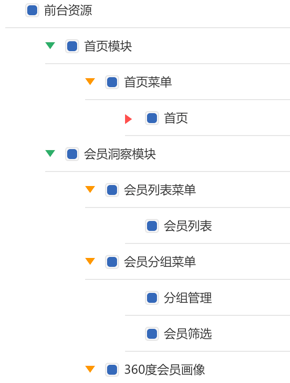 前台资源
首页模块
首页菜单
首页
会员洞察模块
会员列表菜单
会员列表
会员分组菜单
分组管理
会员筛选
360度会员画像